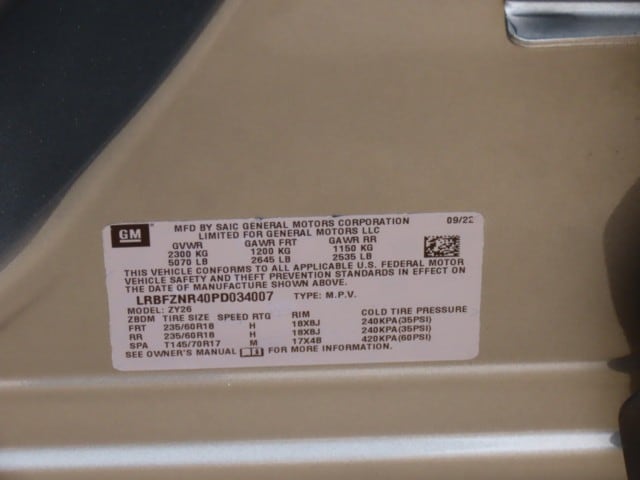 GM
MFD BY SAIC GENERAL MOTORS CORPORATION 09/22
LIMITED FOR GENERAL MOTORS LLC
GVWR GAWR FRT GAWR RR
2300 KG 1200 KG 1150 KG
5070 LB 2645 LB 2535 LB
THIS VEHICLE CONFORMS TO ALL APPLICABLE U.S. FEDERAL MOTOR
VEHICLE SAFETY AND THEFT PREVENTION STANDARDS IN EFFECT ON
THE DATE OF MANUFACTURE SHOWN ABOVE.
LRBFZNR40PD034007 TYPE: M.P.V.
MODEL: ZY26
ZBDM TIRE SIZE SPEED RTG RIM COLD TIRE PRESSURE
FRT 235/60R18 H 18X8J 240KPA(35PSI)
RR 235/60R18 H 18X8J 240KPA(35PSI)
SPA T145/70R17 M 17X4B 420KPA(60PSI)
SEE OWNER'S MANUAL FOR MORE INFORMATION.